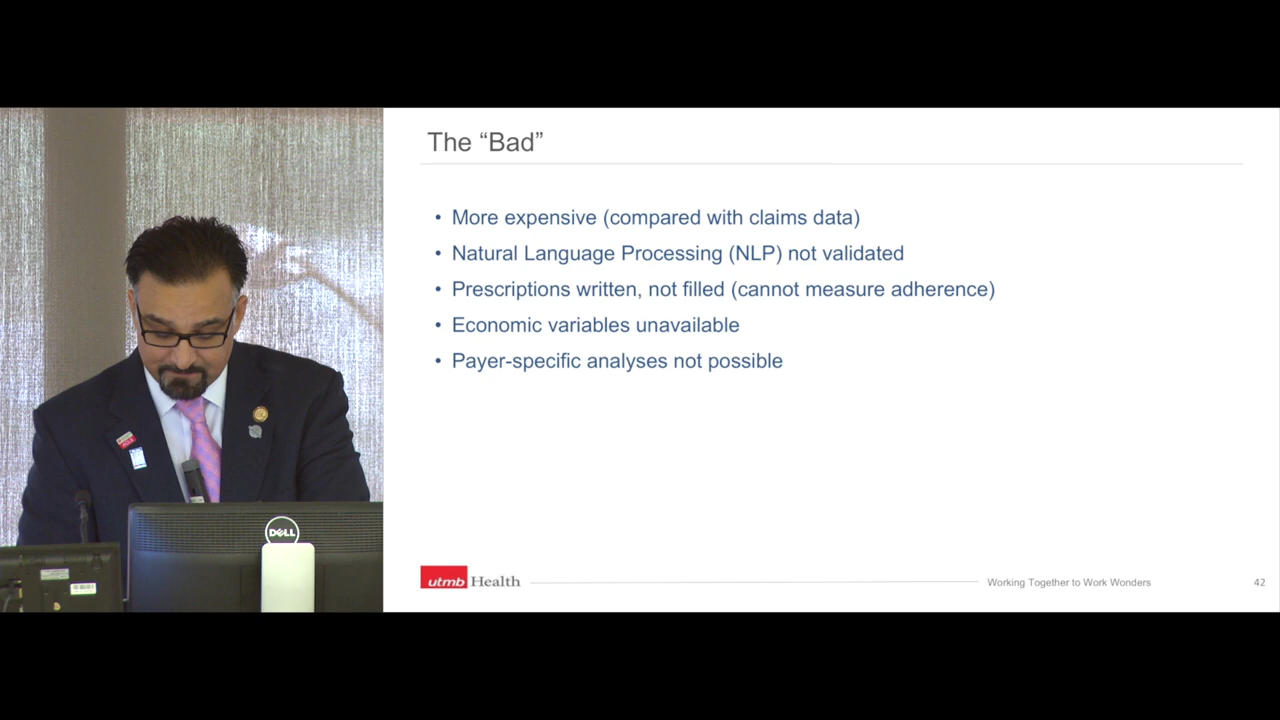 The “Bad”
• More expensive (compared with claims data)
• Natural Language Processing (NLP) not validated
• Prescriptions written, not filled (cannot measure adherence)
• Economic variables unavailable
• Payer-specific analyses not possible
DELL
utmb Health
Working Together to Work Wonders
42